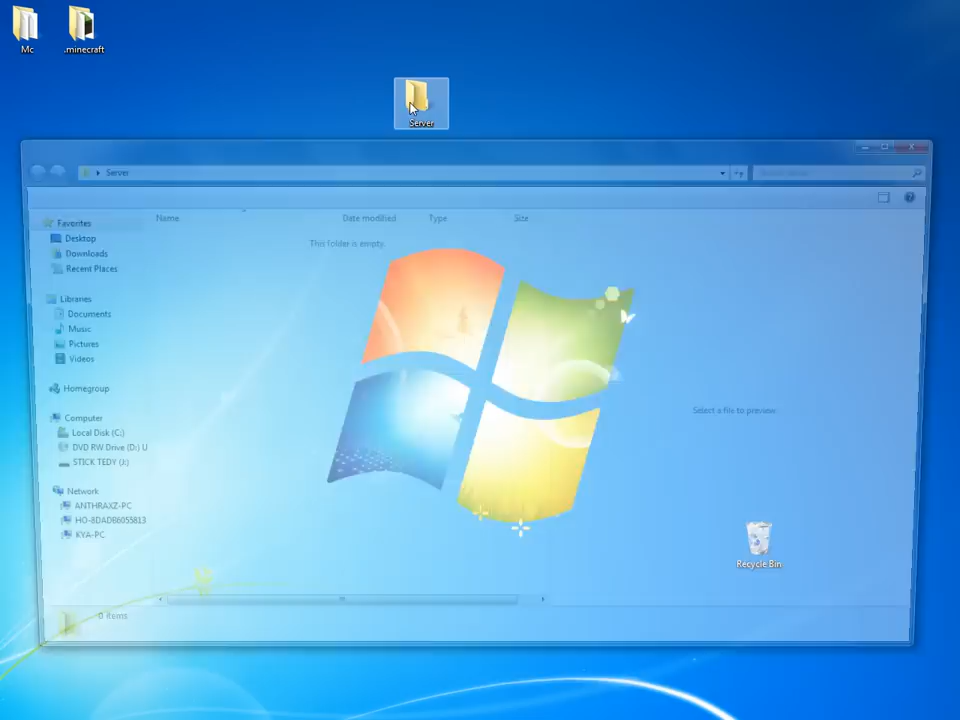 Mc
.minecraft
Server
Server
Name
Date modified
Type
Size
This folder is empty.
Favorites
Desktop
Downloads
Recent Places
Libraries
Documents
Music
Pictures
Videos
Homegroup
Computer
Local Disk (C:)
DVD RW Drive (D:) U
STICK TEDY (J:)
Network
ANTHRAXZ-PC
HO-8DADB6055813
KYA-PC
Select a file to preview.
Recycle Bin
0 items